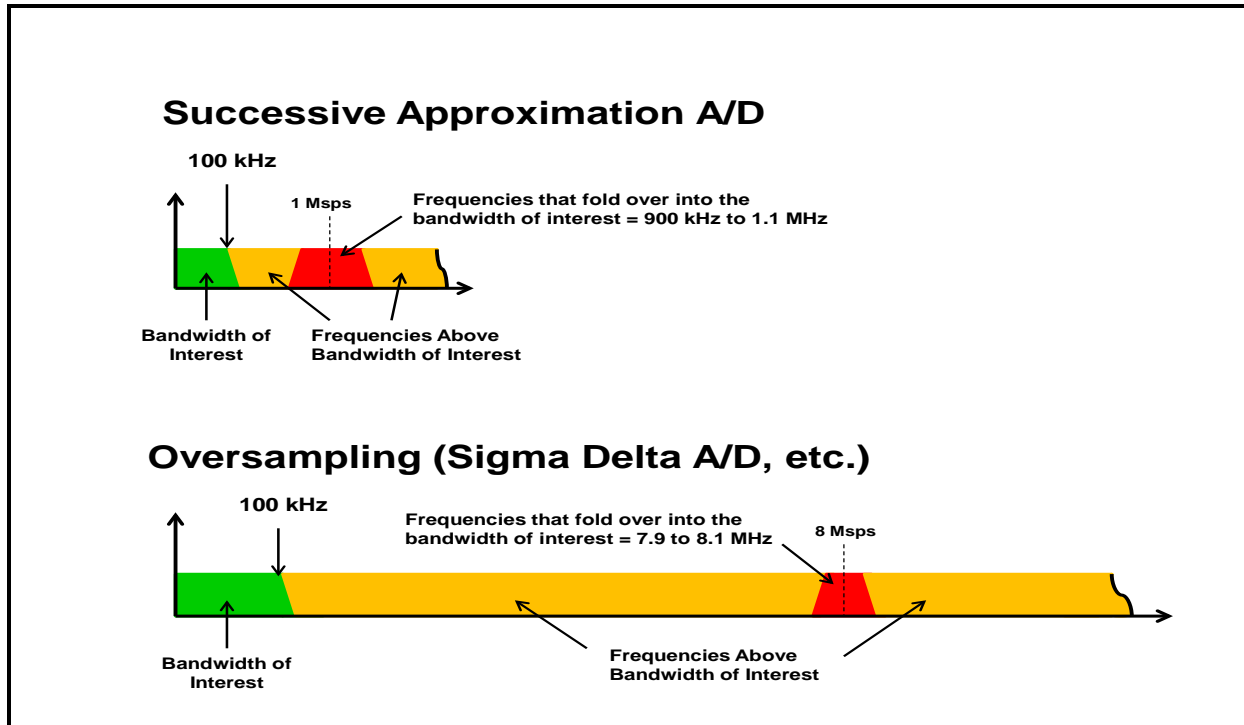 Successive Approximation A/D
100 kHz
1 Msps
Frequencies that fold over into the
bandwidth of interest = 900 kHz to 1.1 MHz
Bandwidth of
Interest
Frequencies Above
Bandwidth of Interest
Oversampling (Sigma Delta A/D, etc.)
100 kHz
Frequencies that fold over into the
bandwidth of interest = 7.9 to 8.1 MHz
8 Msps
Bandwidth of
Interest
Frequencies Above
Bandwidth of Interest